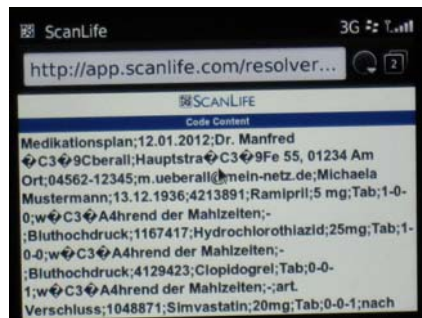 ScanLife 3G
http://app.scanlife.com/resolver... 2
SCANLIFE
Code Content
Medikationsplan;12.01.2012;Dr. Manfred
�C3�9Cberall;Hauptstra�C3�9Fe 55, 01234 Am
Ort;04562-12345;m.ueberall@mein-netz.de;Michaela
Mustermann;13.12.1936;4213891;Ramipril;5 mg;Tab;1-0-
0;w�C3�A4hrend der Mahlzeiten;-
;Bluthochdruck;1167417;Hydrochlorothiazid;25mg;Tab;1-
0-0;w�C3�A4hrend der Mahlzeiten;-
;Bluthochdruck;4129423;Clopidogrel;Tab;0-0-
1;w�C3�A4hrend der Mahlzeiten;-;art.
Verschluss;1048871;Simvastatin;20mg;Tab;0-0-1;nach